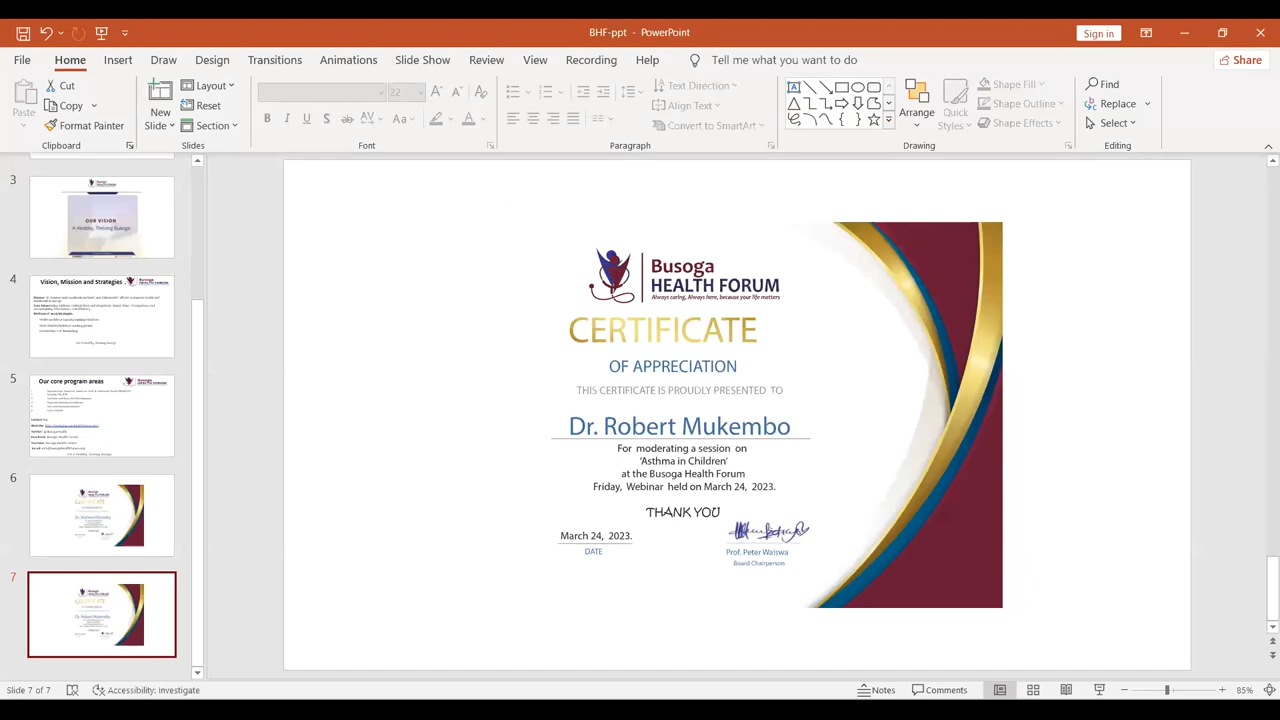 BHF-ppt - PowerPoint
Sign in
File Home Insert Draw Design Transitions Animations Slide Show Review View Recording Help Tell me what you want to do
Share
Paste
Cut
Copy
Format Painter
Clipboard
New Slide
Layout
Reset
Section
Slides
22
Font
Text Direction
Align Text
Convert to SmartArt
Paragraph
Arrange
Quick Styles
Shape Fill
Shape Outline
Shape Effects
Drawing
Find
Replace
Select
Editing
3
OUR VISION
A Healthy, Thriving Busoga
4
Vision, Mission and Strategies
5
Our core program areas
6
7
Busoga
HEALTH FORUM
Always caring, Always here, because your life matters
CERTIFICATE
OF APPRECIATION
THIS CERTIFICATE IS PROUDLY PRESENTED TO
Dr. Robert Mukembo
For moderating a session on
'Asthma in Children'
at the Busoga Health Forum
Friday, Webinar held on March 24, 2023.
THANK YOU
March 24, 2023.
DATE
Prof. Peter Waiswa
Board Chairperson
Slide 7 of 7
Accessibility: Investigate
Notes
Comments
85%